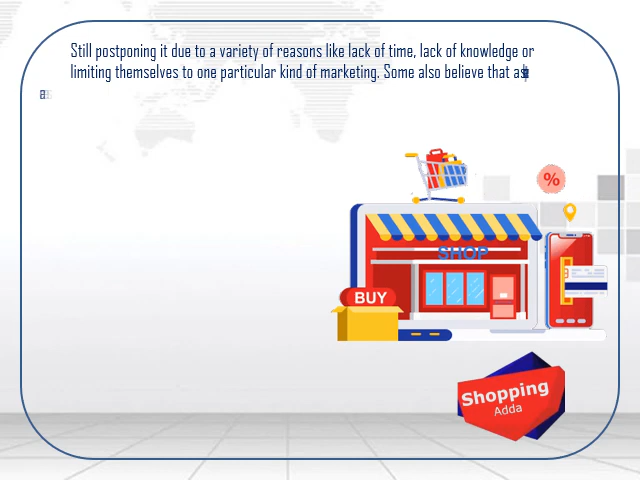 Still postponing it due to a variety of reasons like lack of time, lack of knowledge or
limiting themselves to one particular kind of marketing. Some also believe that
%
SHOP
BUY
Shopping
Adda